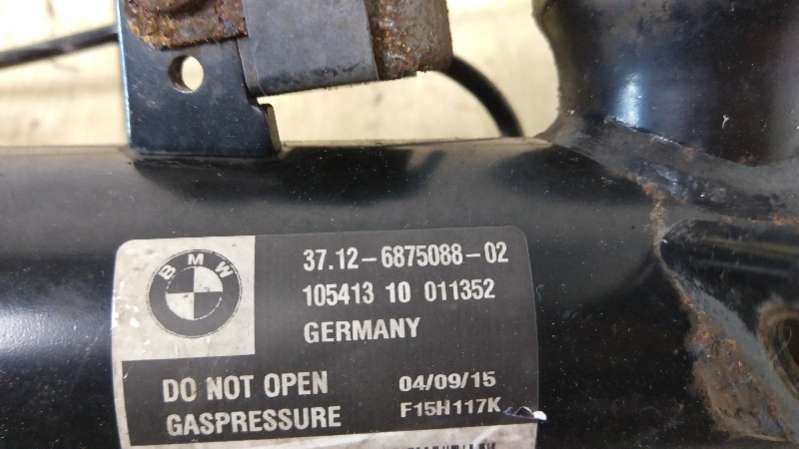 BMW
37.12-6875088-02
105413 10 011352
GERMANY
DO NOT OPEN 04/09/15
GASPRESSURE F15H117K